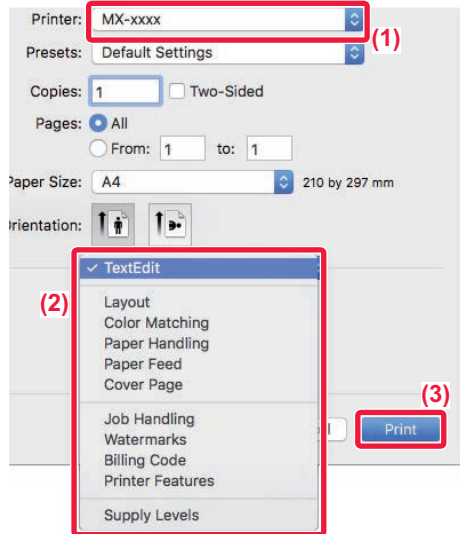 Printer: MX-xxxx
(1)
Presets: Default Settings
Copies: 1 Two-Sided
Pages: All
From: 1 to: 1
Paper Size: A4 210 by 297 mm
Orientation:
TextEdit
(2)
Layout
Color Matching
Paper Handling
Paper Feed
Cover Page
(3)
Job Handling
Watermarks
Billing Code
Printer Features
Print
Supply Levels